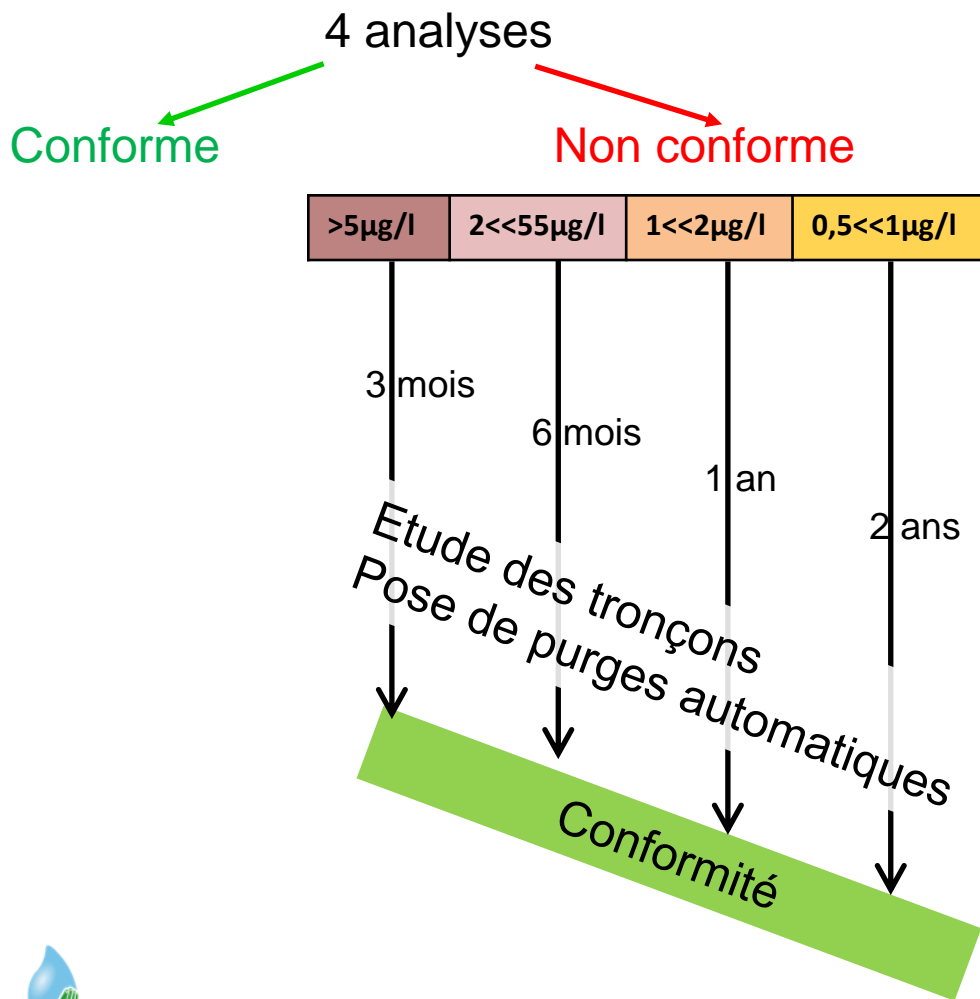 4 analyses
Conforme
Non conforme
>5µg/l
2<<55µg/l
1<<2µg/l
0,5<<1µg/l
3 mois
6 mois
1 an
2 ans
Etude des tronçons
Pose de purges automatiques
Conformité